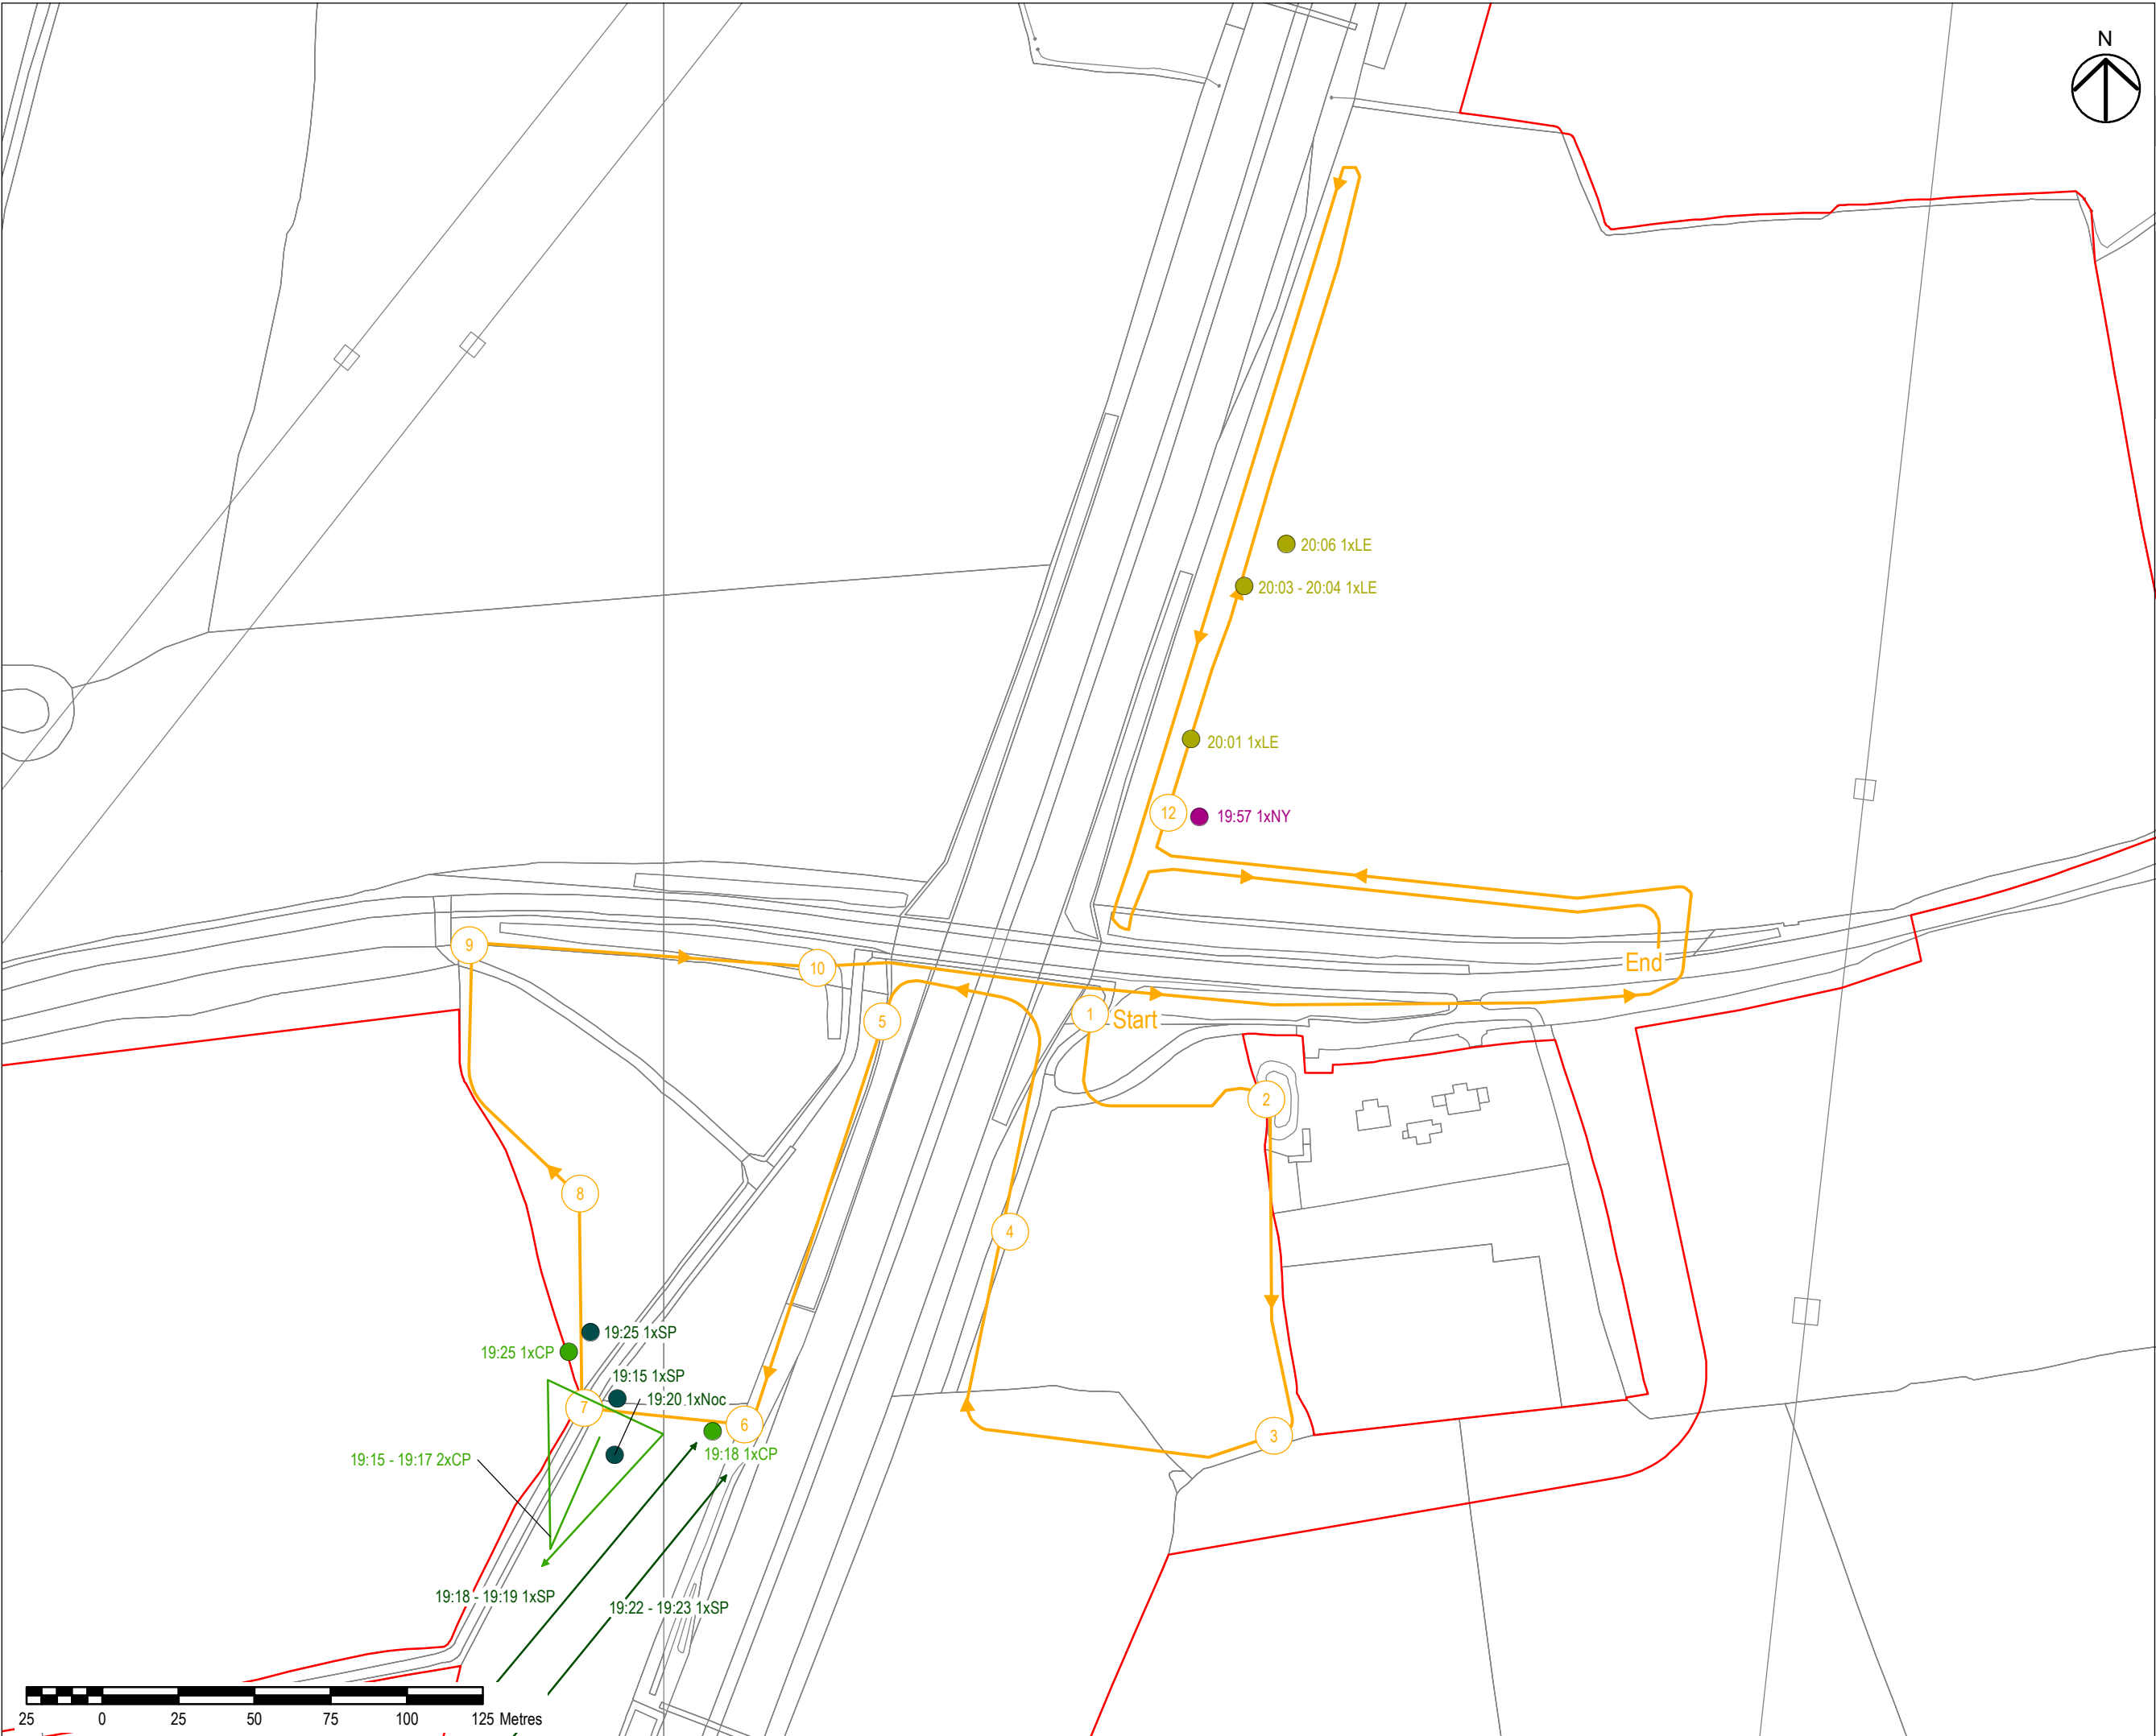 N
20:06 1xLE
20:03 - 20:04 1xLE
20:01 1xLE
12
19:57 1xNY
9
10
End
5
1
Start
2
8
4
19:25 1xSP
19:25 1xCP
19:15 1xSP
19:20 1xNoc
7
6
3
19:18 1xCP
19:15 - 19:17 2xCP
19:18 - 19:19 1xSP
19:22 - 19:23 1xSP
25 0 25 50 75 100 125 Metres